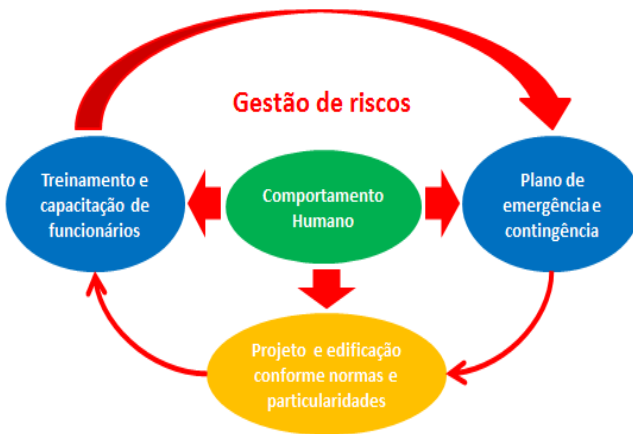 Gestão de riscos
Treinamento e
capacitação de
funcionários
Comportamento
Humano
Plano de
emergência e
contingência
Projeto e edificação
conforme normas e
particularidades